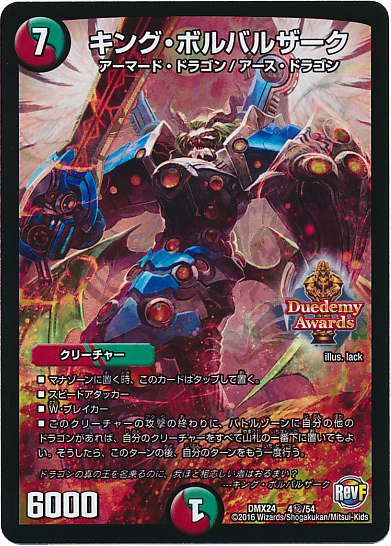 7
キング・ボルバルザーク
アーマード・ドラゴン / アース・ドラゴン
Duedemy
Awards
illus. lack
クリーチャー
■ マナゾーンに置く時、このカードはタップして置く。
■ スピードアタッカー
■ W・ブレイカー
■ このクリーチャーの攻撃の終わりに、バトルゾーンに自分の他の
ドラゴンがあれば、自分のクリーチャーをすべて山札の一番下に置いてもよ
い。そうしたら、このターンの後、自分のターンをもう一度行う。
ドラゴンの真の王を名乗るのに、我ほど相応しい者はおるまい?
---キング・ボルバルザーク
6000
1
DMX24 4/54
©2016 Wizards/Shogakukan/Mitsui-Kids
RevF